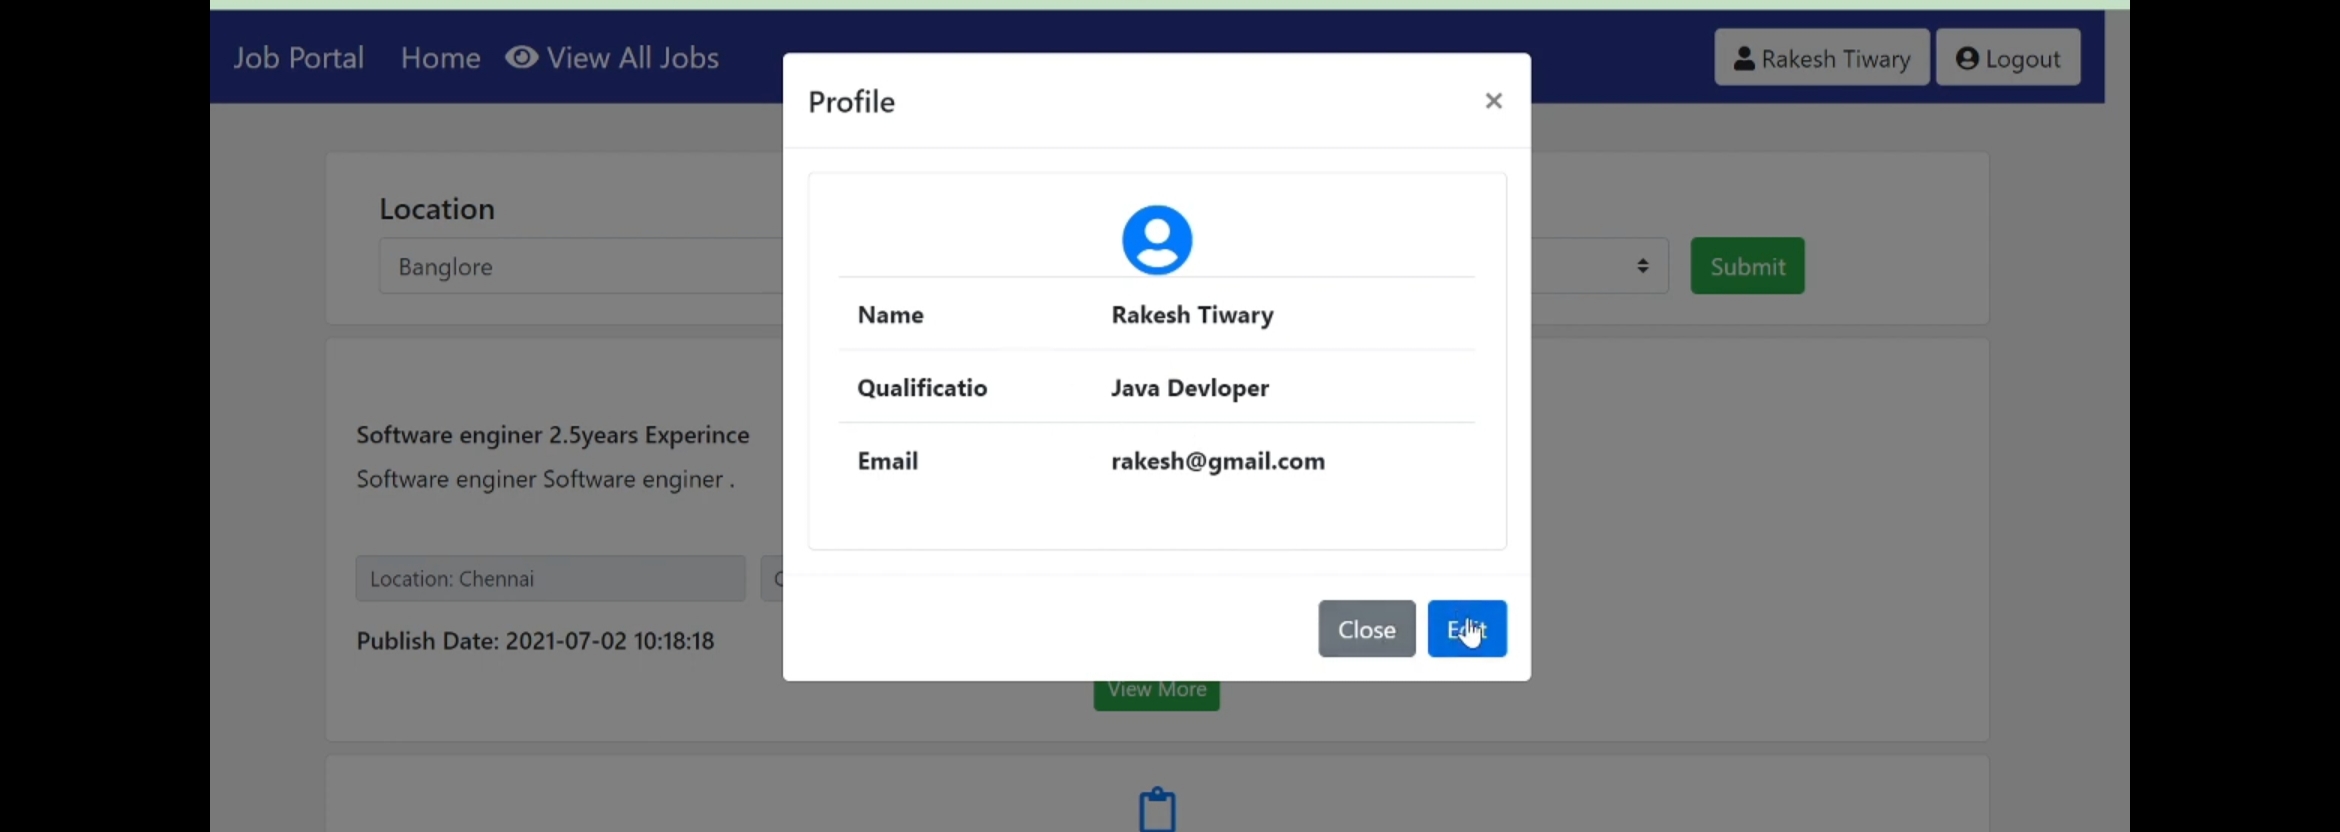 Job Portal Home View All Jobs
Rakesh Tiwary Logout
Profile ×
Location
Banglore
Submit
Name Rakesh Tiwary
Qualificatio Java Devloper
Email rakesh@gmail.com
Software enginer 2.5years Experince
Software enginer Software enginer .
Location: Chennai
Publish Date: 2021-07-02 10:18:18
Close Edit
View More